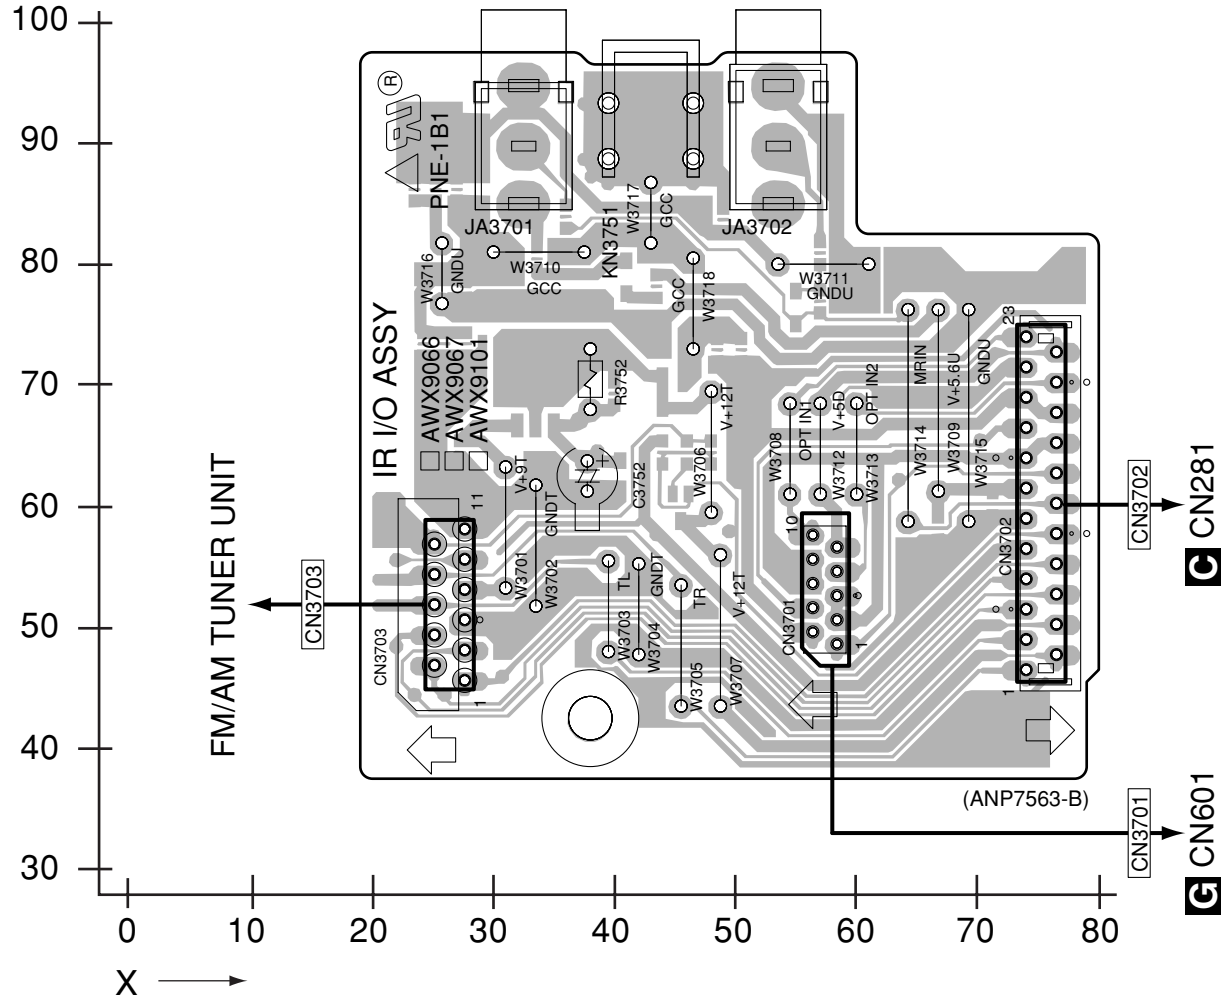 100
90
80
70
60
50
40
30
0
10
20
30
40
50
60
70
80
X
R
PNE-1B1
JA3701
KN3751
W3717
GCC
JA3702
W3716
GNDU
W3710
GCC
GCC
W3718
W3711
GNDU
IR I/O ASSY
AWX9066
AWX9067
AWX9101
R3752
V+12T
MRIN
V+5.6U
GNDU
23
W3708
OPT IN1
V+5D
OPT IN2
W3712
W3713
W3714
W3709
W3715
V+9T
GNDT
+
C3752
W3706
11
10
CN3702
CN3702
C CN281
FM/AM TUNER UNIT
CN3703
CN3703
W3701
W3702
TL
GNDT
TR
V+12T
W3703
W3704
W3705
W3707
CN3701
1
1
1
(ANP7563-B)
CN3701
G CN601